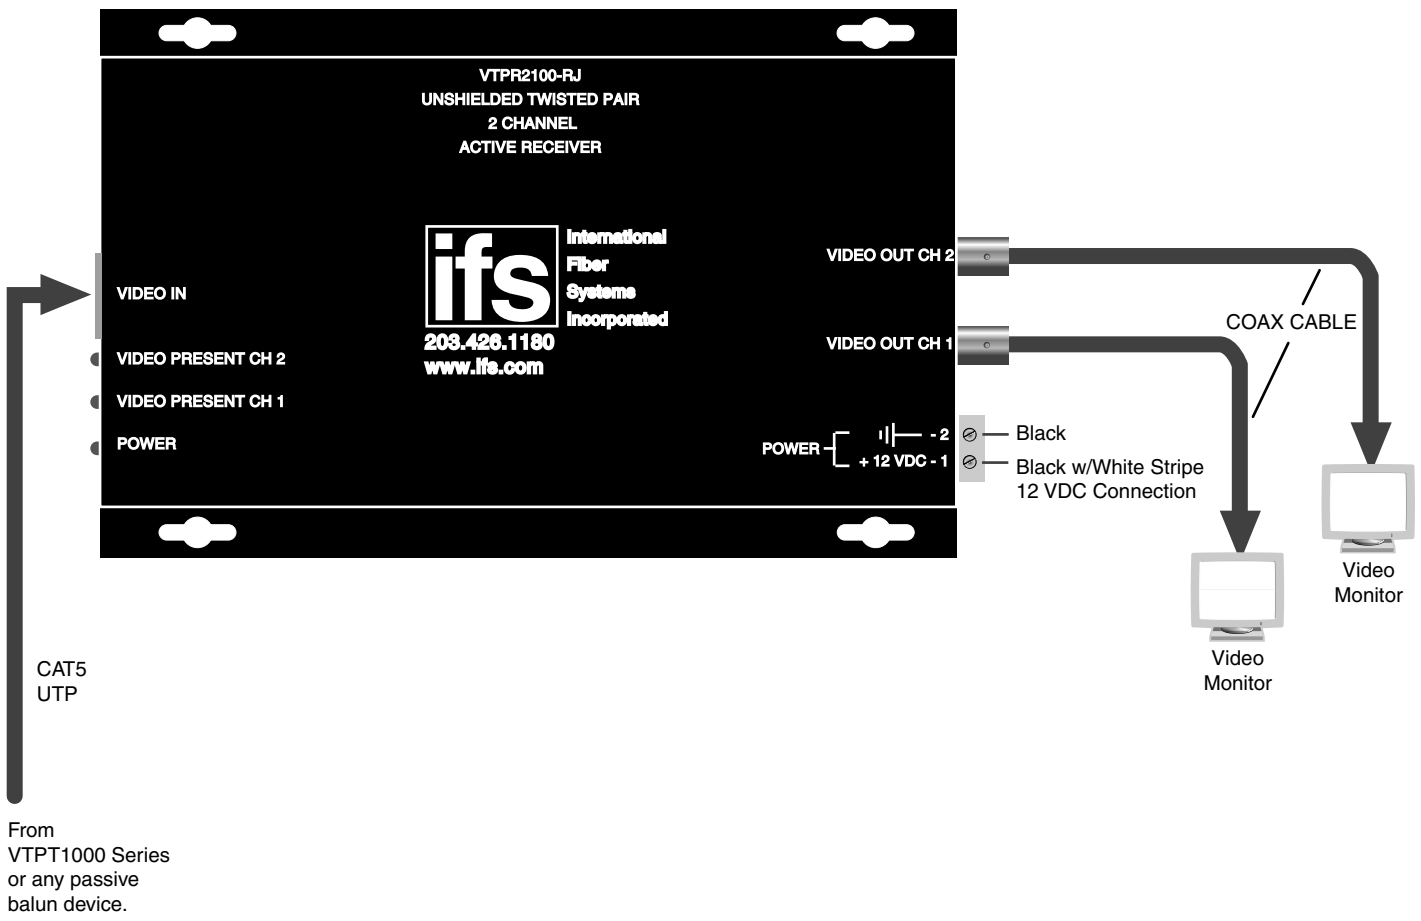 VTPR2100-RJ
UNSHIELDED TWISTED PAIR
2 CHANNEL
ACTIVE RECEIVER
ifs
International
Fiber
Systems
Incorporated
203.426.1180
www.ifs.com
VIDEO IN
VIDEO PRESENT CH 2
VIDEO PRESENT CH 1
POWER
VIDEO OUT CH 2
VIDEO OUT CH 1
POWER
- 2
+ 12 VDC - 1
Black
Black w/White Stripe
12 VDC Connection
COAX CABLE
Video
Monitor
Video
Monitor
CAT5
UTP
From
VTPT1000 Series
or any passive
balun device.